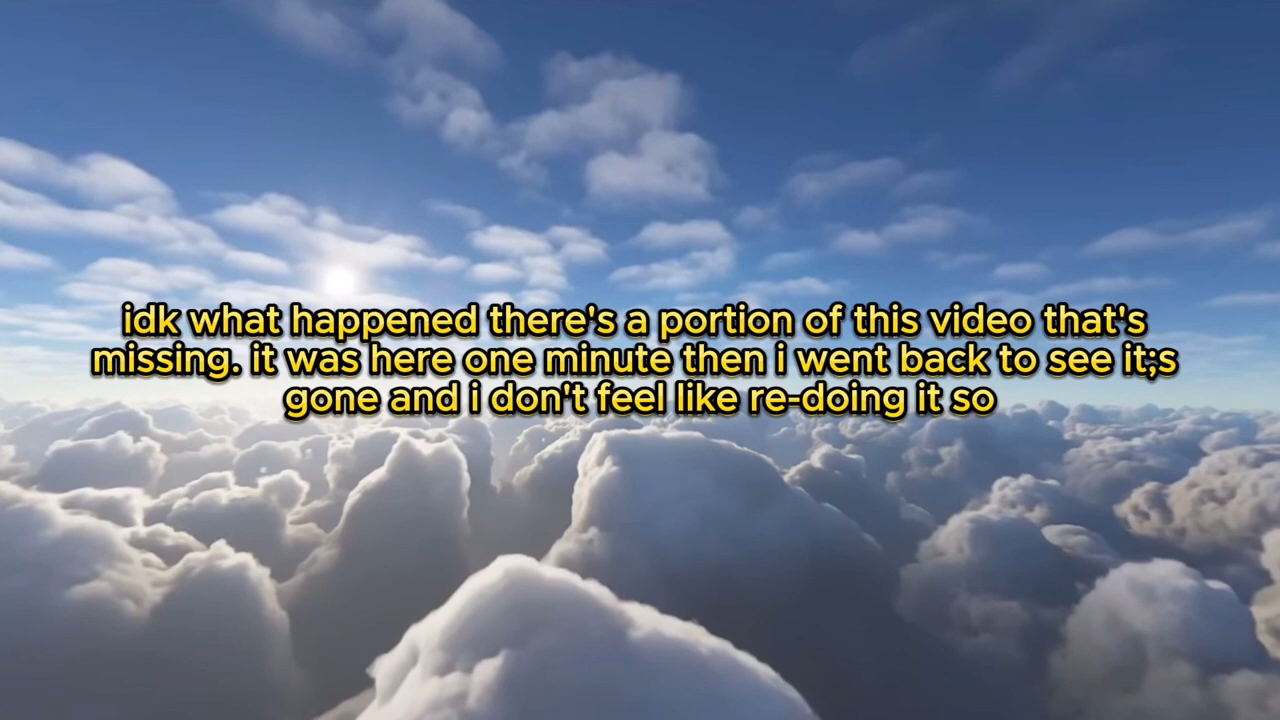 idk what happened there's a portion of this video that's
missing. it was here one minute then i went back to see it;s
gone and i don't feel like re-doing it so